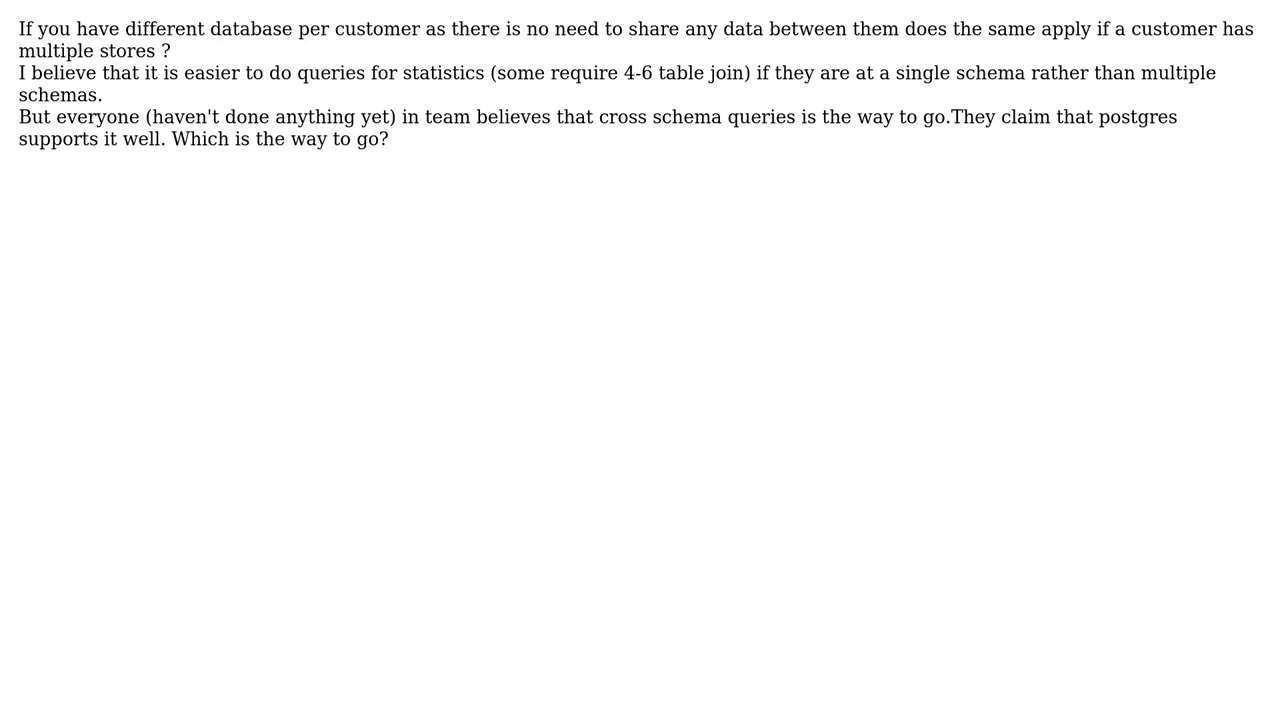 If you have different database per customer as there is no need to share any data between them does the same apply if a customer has
multiple stores ?
I believe that it is easier to do queries for statistics (some require 4-6 table join) if they are at a single schema rather than multiple
schemas.
But everyone (haven't done anything yet) in team believes that cross schema queries is the way to go.They claim that postgres
supports it well. Which is the way to go?